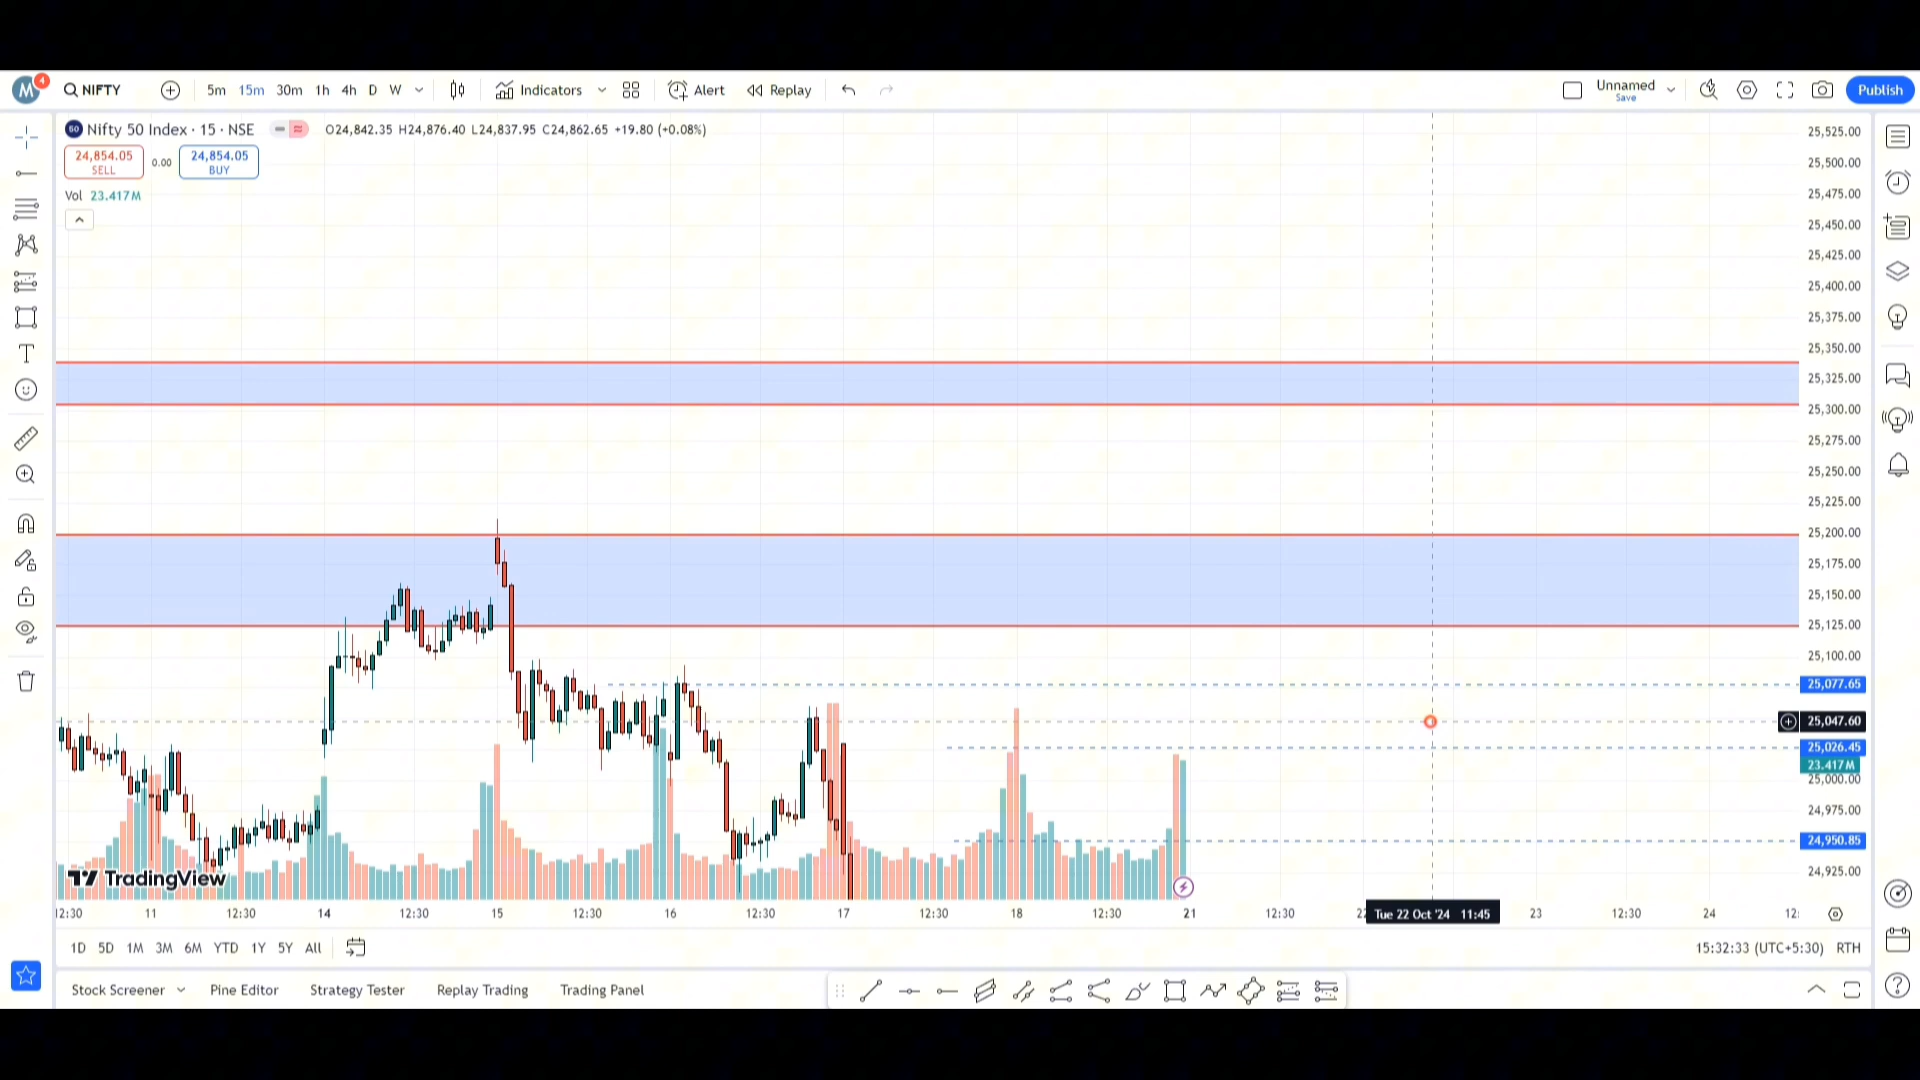 M 4 NIFTY 5m 15m 30m 1h 4h D W Indicators Alert Replay Unnamed Save Publish
50 Nifty 50 Index · 15 · NSE O24,842.35 H24,876.40 L24,837.95 C24,862.65 +19.80 (+0.08%)
24,854.05 SELL 0.00 24,854.05 BUY
Vol 23.417M
25,525.00
25,500.00
25,475.00
25,450.00
25,425.00
25,400.00
25,375.00
25,350.00
25,325.00
25,300.00
25,275.00
25,250.00
25,225.00
25,200.00
25,175.00
25,150.00
25,125.00
25,100.00
25,077.65
25,047.60
25,026.45
23.417M
25,000.00
24,975.00
24,950.85
24,925.00
TradingView
12:30 11 12:30 14 12:30 15 12:30 16 12:30 17 12:30 18 12:30 21 12:30 Tue 22 Oct '24 11:45 23 12:30 24 12:
1D 5D 1M 3M 6M YTD 1Y 5Y All 15:32:33 (UTC+5:30) RTH
Stock Screener Pine Editor Strategy Tester Replay Trading Trading Panel